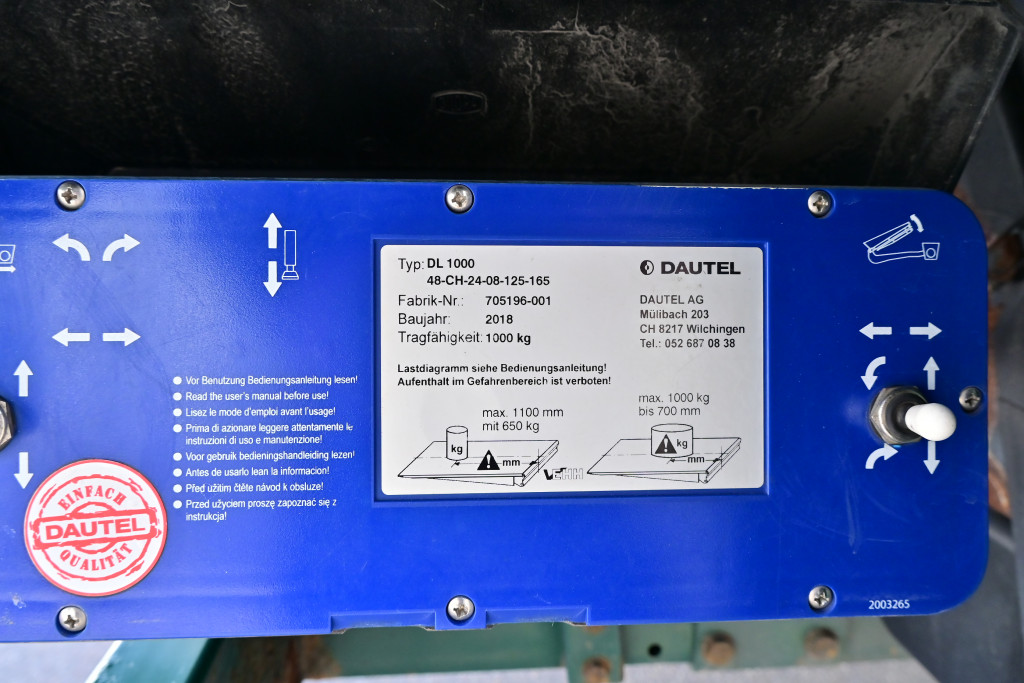 Typ: DL 1000
48-CH-24-08-125-165
Fabrik-Nr.: 705196-001
Baujahr: 2018
Tragfähigkeit: 1000 kg
DAUTEL
DAUTEL AG
Mülibach 203
CH 8217 Wilchingen
Tel.: 052 687 08 38
Lastdiagramm siehe Bedienungsanleitung!
Aufenthalt im Gefahrenbereich ist verboten!
max. 1100 mm
mit 650 kg
kg
mm
max. 1000 kg
bis 700 mm
kg
mm
Vor Benutzung Bedienungsanleitung lesen!
Read the user's manual before use!
Lisez le mode d'emploi avant l'usage!
Prima di azionare leggere attentamente le
instruzioni di uso e manutenzione!
Voor gebruik bedieningshandleiding lezen!
Antes de usarlo lean la informacion!
Před užitím čtěte návod k obsluze!
Przed użyciem proszę zapoznać się z
instrukcja!
EINFACH
DAUTEL
QUALITÄT
2003265